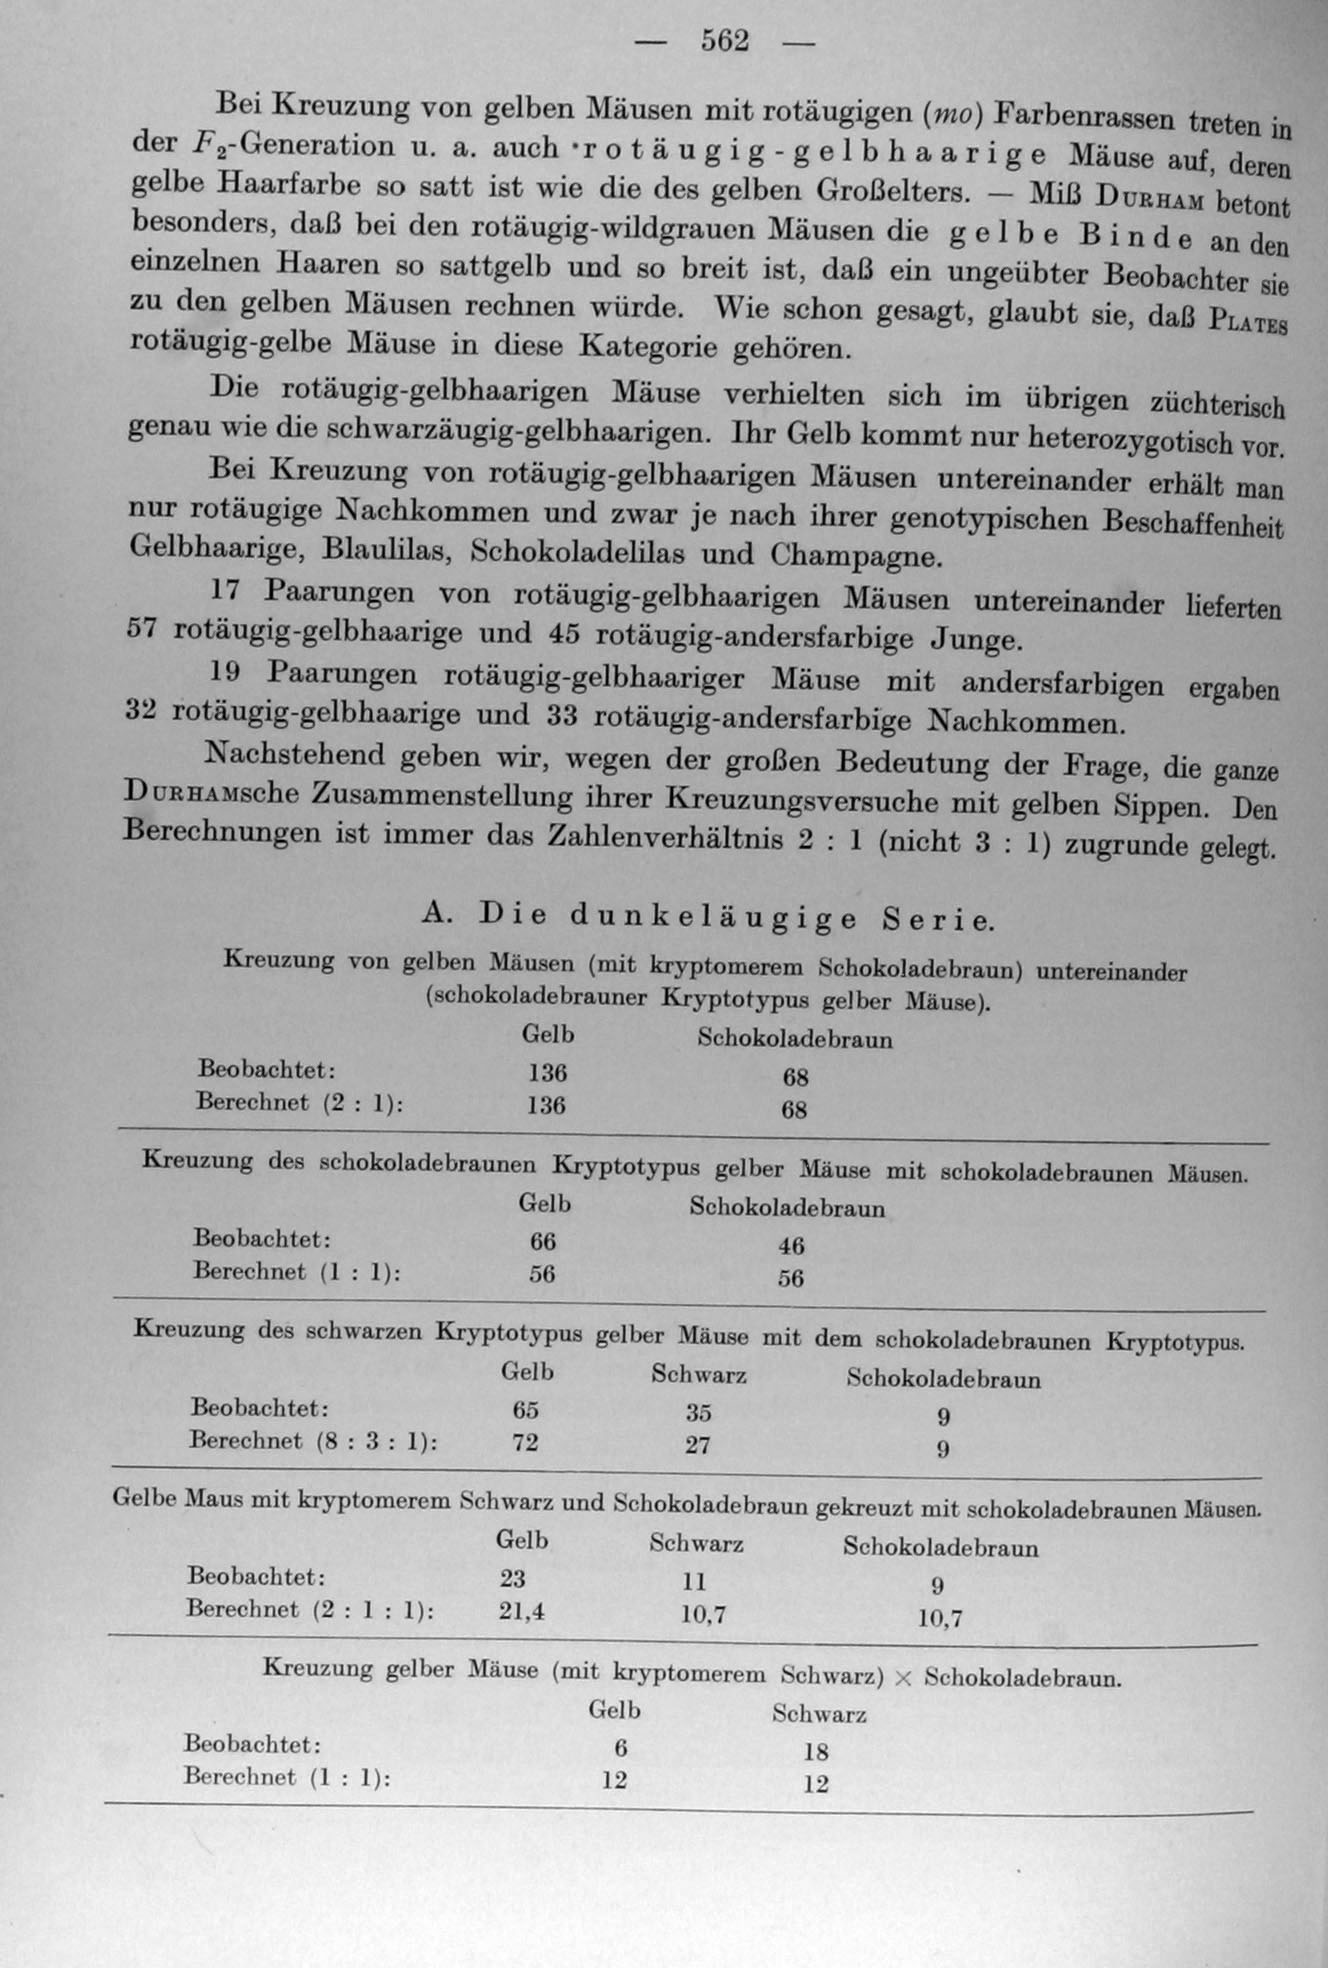 — 562 —
Bei Kreuzung von gelben Mäusen mit rotäugigen (mo) Farbenrassen treten in
der F₂-Generation u. a. auch rotäugig-gelbhaarige Mäuse auf, deren
gelbe Haarfarbe so satt ist wie die des gelben Großelters. — Miß DURHAM betont
besonders, daß bei den rotäugig-wildgrauen Mäusen die gelbe Binde an den
einzelnen Haaren so sattgelb und so breit ist, daß ein ungeübter Beobachter sie
zu den gelben Mäusen rechnen würde. Wie schon gesagt, glaubt sie, daß PLATES
rotäugig-gelbe Mäuse in diese Kategorie gehören.
Die rotäugig-gelbhaarigen Mäuse verhielten sich im übrigen züchterisch
genau wie die schwarzäugig-gelbhaarigen. Ihr Gelb kommt nur heterozygotisch vor.
Bei Kreuzung von rotäugig-gelbhaarigen Mäusen untereinander erhält man
nur rotäugige Nachkommen und zwar je nach ihrer genotypischen Beschaffenheit
Gelbhaarige, Blaulilas, Schokoladelilas und Champagne.
17 Paarungen von rotäugig-gelbhaarigen Mäusen untereinander lieferten
57 rotäugig-gelbhaarige und 45 rotäugig-andersfarbige Junge.
19 Paarungen rotäugig-gelbhaariger Mäuse mit andersfarbigen ergaben
32 rotäugig-gelbhaarige und 33 rotäugig-andersfarbige Nachkommen.
Nachstehend geben wir, wegen der großen Bedeutung der Frage, die ganze
DURHAMsche Zusammenstellung ihrer Kreuzungsversuche mit gelben Sippen. Den
Berechnungen ist immer das Zahlenverhältnis 2 : 1 (nicht 3 : 1) zugrunde gelegt.
A. Die dunkeläugige Serie.
Kreuzung von gelben Mäusen (mit kryptomerem Schokoladebraun) untereinander
(schokoladebrauner Kryptotypus gelber Mäuse).
Gelb Schokoladebraun
Beobachtet: 136 68
Berechnet (2 : 1): 136 68
Kreuzung des schokoladebraunen Kryptotypus gelber Mäuse mit schokoladebraunen Mäusen.
Gelb Schokoladebraun
Beobachtet: 66 46
Berechnet (1 : 1): 56 56
Kreuzung des schwarzen Kryptotypus gelber Mäuse mit dem schokoladebraunen Kryptotypus.
Gelb Schwarz Schokoladebraun
Beobachtet: 65 35 9
Berechnet (8 : 3 : 1): 72 27 9
Gelbe Maus mit kryptomerem Schwarz und Schokoladebraun gekreuzt mit schokoladebraunen Mäusen.
Gelb Schwarz Schokoladebraun
Beobachtet: 23 11 9
Berechnet (2 : 1 : 1): 21,4 10,7 10,7
Kreuzung gelber Mäuse (mit kryptomerem Schwarz) × Schokoladebraun.
Gelb Schwarz
Beobachtet: 6 18
Berechnet (1 : 1): 12 12